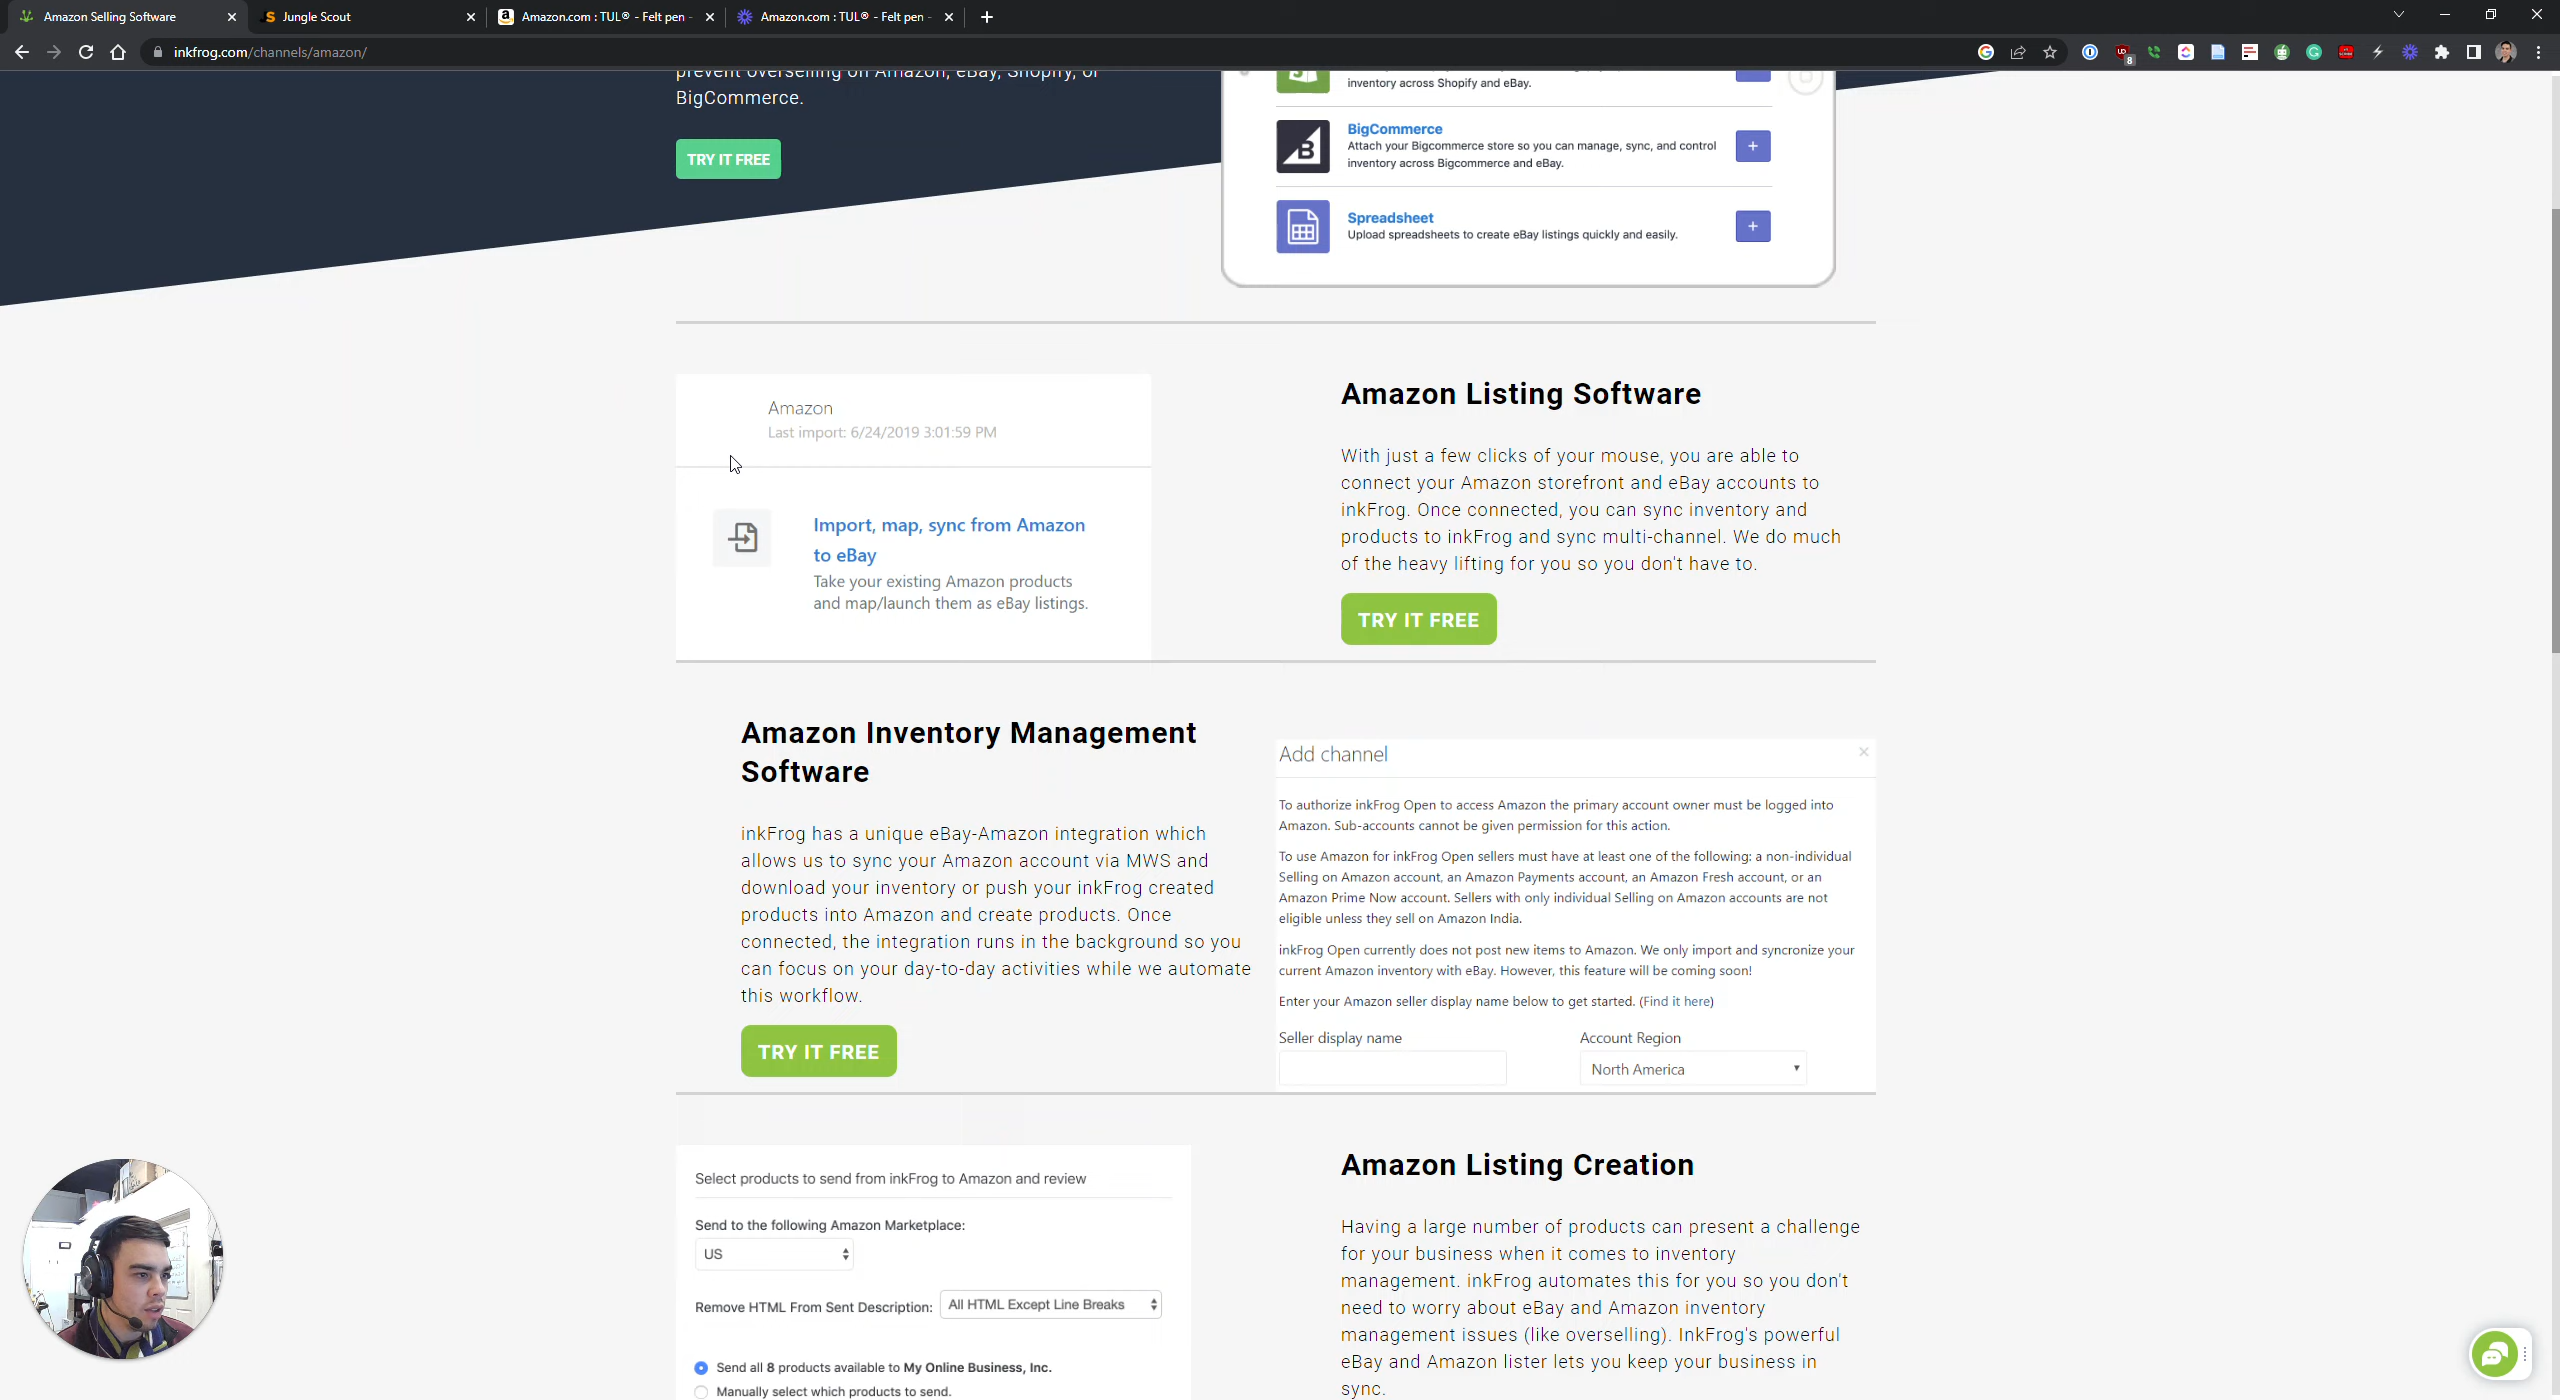 Amazon Selling Software
Jungle Scout
Amazon.com : TUL® - Felt pen -
Amazon.com : TUL® - Felt pen -
inkfrog.com/channels/amazon/
8
prevent overselling on Amazon, eBay, Shopify, or
BigCommerce.
TRY IT FREE
inventory across Shopify and eBay.
BigCommerce
Attach your Bigcommerce store so you can manage, sync, and control
inventory across Bigcommerce and eBay.
Spreadsheet
Upload spreadsheets to create eBay listings quickly and easily.
Amazon
Last import: 6/24/2019 3:01:59 PM
Import, map, sync from Amazon
to eBay
Take your existing Amazon products
and map/launch them as eBay listings.
Amazon Listing Software
With just a few clicks of your mouse, you are able to
connect your Amazon storefront and eBay accounts to
inkFrog. Once connected, you can sync inventory and
products to inkFrog and sync multi-channel. We do much
of the heavy lifting for you so you don't have to.
TRY IT FREE
Amazon Inventory Management
Software
inkFrog has a unique eBay-Amazon integration which
allows us to sync your Amazon account via MWS and
download your inventory or push your inkFrog created
products into Amazon and create products. Once
connected, the integration runs in the background so you
can focus on your day-to-day activities while we automate
this workflow.
TRY IT FREE
Add channel
To authorize inkFrog Open to access Amazon the primary account owner must be logged into
Amazon. Sub-accounts cannot be given permission for this action.
To use Amazon for inkFrog Open sellers must have at least one of the following: a non-individual
Selling on Amazon account, an Amazon Payments account, an Amazon Fresh account, or an
Amazon Prime Now account. Sellers with only individual Selling on Amazon accounts are not
eligible unless they sell on Amazon India.
inkFrog Open currently does not post new items to Amazon. We only import and syncronize your
current Amazon inventory with eBay. However, this feature will be coming soon!
Enter your Amazon seller display name below to get started. (Find it here)
Seller display name
Account Region
North America
Select products to send from inkFrog to Amazon and review
Send to the following Amazon Marketplace:
US
Remove HTML From Sent Description: All HTML Except Line Breaks
Send all 8 products available to My Online Business, Inc.
Manually select which products to send.
Amazon Listing Creation
Having a large number of products can present a challenge
for your business when it comes to inventory
management. inkFrog automates this for you so you don't
need to worry about eBay and Amazon inventory
management issues (like overselling). InkFrog's powerful
eBay and Amazon lister lets you keep your business in
sync.